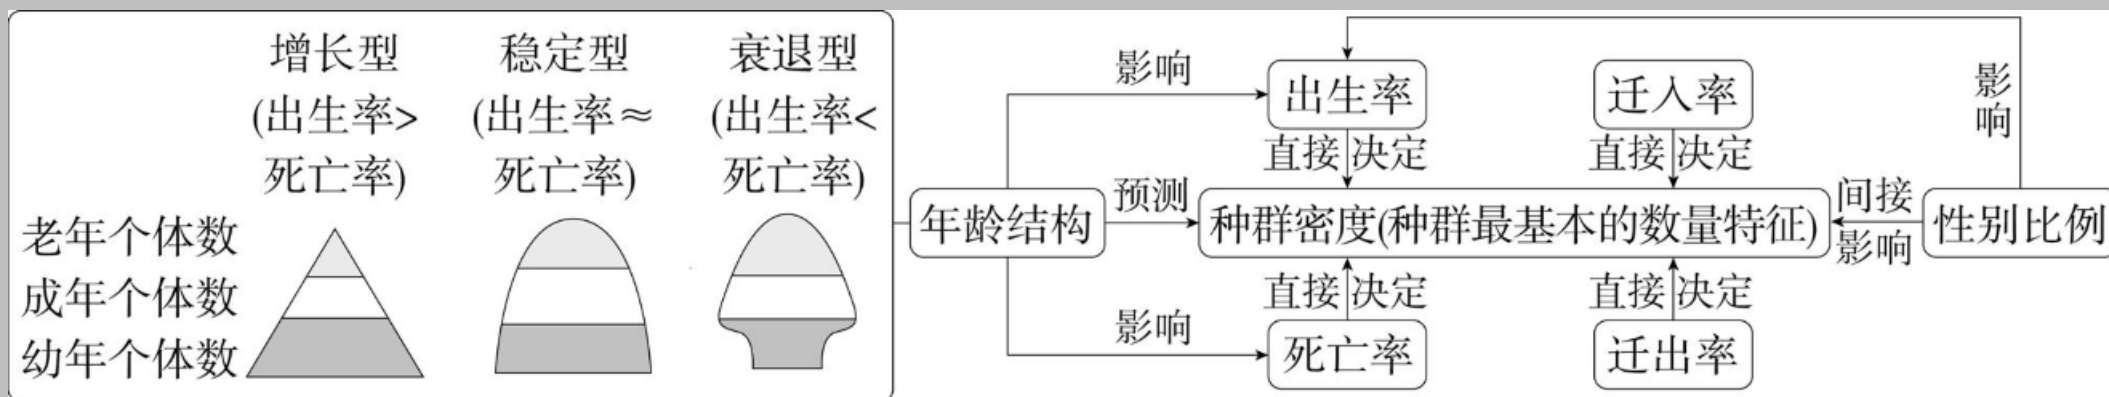 增长型
(出生率>
死亡率)
稳定型
(出生率≈
死亡率)
衰退型
(出生率<
死亡率)
老年个体数
成年个体数
幼年个体数
年龄结构
影响
预测
影响
出生率
迁入率
直接 决定
直接 决定
种群密度(种群最基本的数量特征)
直接 决定
直接 决定
死亡率
迁出率
间接
影响
性别比例
影响